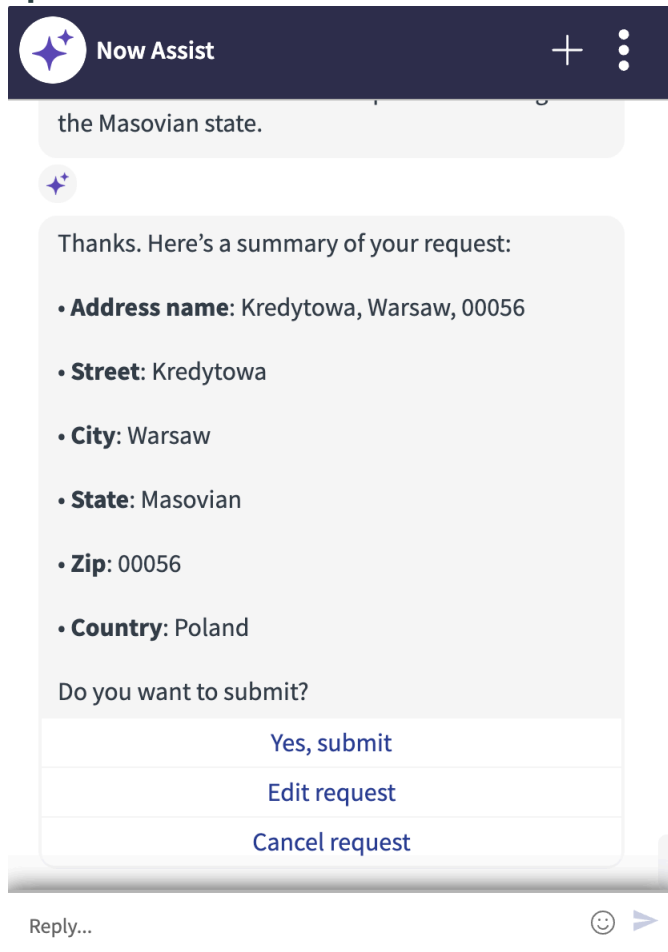 Now Assist
the Masovian state.
Thanks. Here’s a summary of your request:
• Address name: Kredytowa, Warsaw, 00056
• Street: Kredytowa
• City: Warsaw
• State: Masovian
• Zip: 00056
• Country: Poland
Do you want to submit?
Yes, submit
Edit request
Cancel request
Reply...